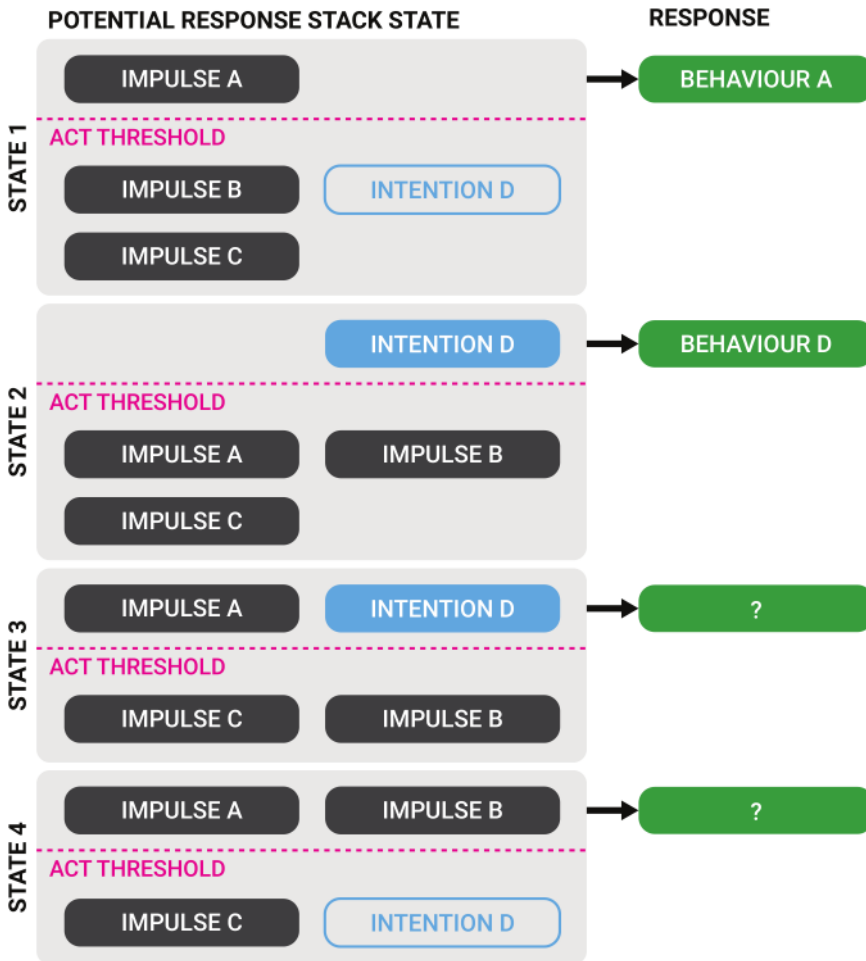 POTENTIAL RESPONSE STACK STATE
RESPONSE
STATE 1
IMPULSE A
BEHAVIOUR A
ACT THRESHOLD
IMPULSE B
INTENTION D
IMPULSE C
STATE 2
INTENTION D
BEHAVIOUR D
ACT THRESHOLD
IMPULSE A
IMPULSE B
IMPULSE C
STATE 3
IMPULSE A
INTENTION D
?
ACT THRESHOLD
IMPULSE C
IMPULSE B
STATE 4
IMPULSE A
IMPULSE B
?
ACT THRESHOLD
IMPULSE C
INTENTION D